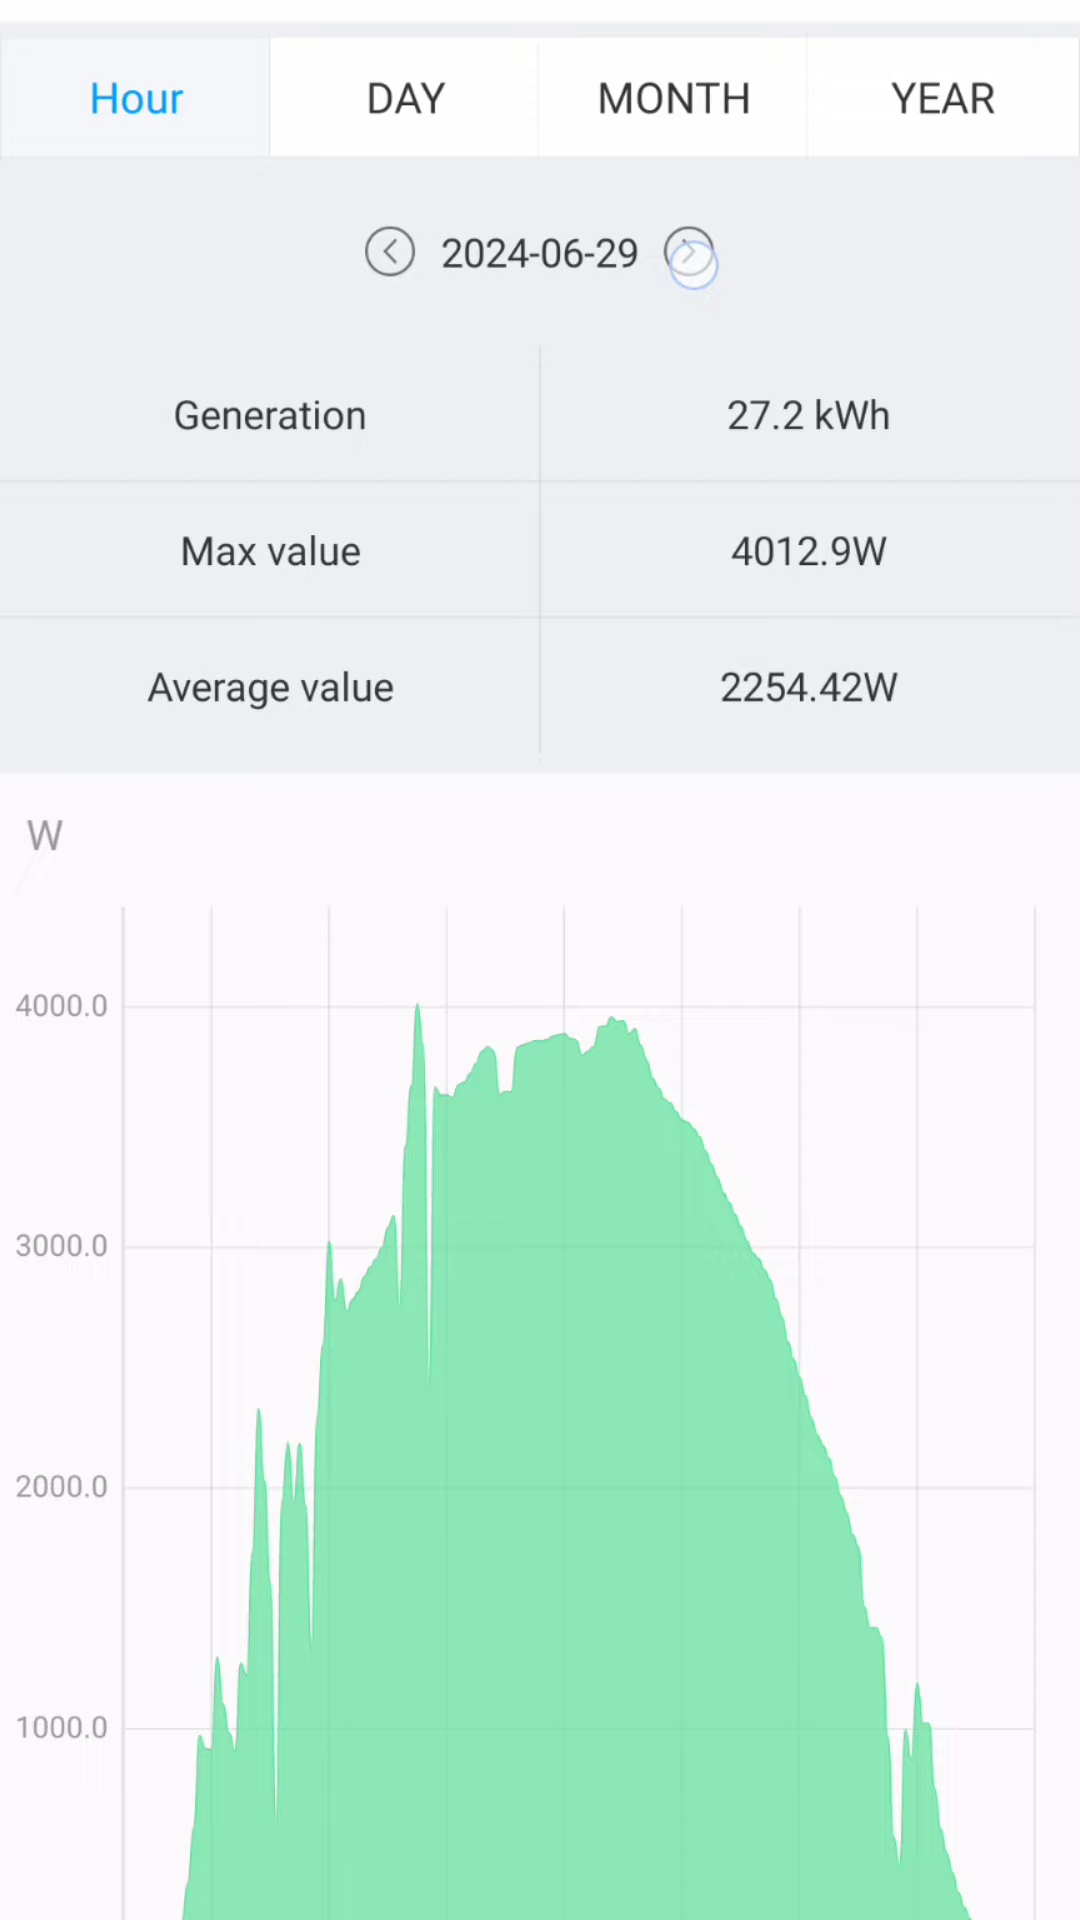 Hour DAY MONTH YEAR
2024-06-29
Generation 27.2 kWh
Max value 4012.9W
Average value 2254.42W
W
4000.0
3000.0
2000.0
1000.0